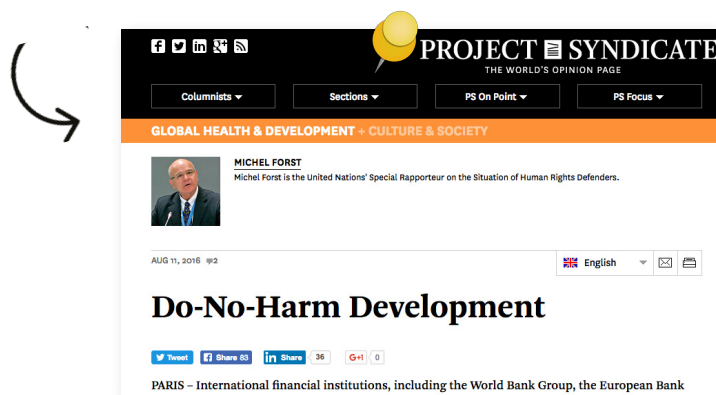 PROJECT SYNDICATE
THE WORLD'S OPINION PAGE
Columnists Sections PS On Point PS Focus
GLOBAL HEALTH & DEVELOPMENT + CULTURE & SOCIETY
MICHEL FORST
Michel Forst is the United Nations' Special Rapporteur on the Situation of Human Rights Defenders.
AUG 11, 2016 2 English
Do-No-Harm Development
Tweet Share 83 Share 36 G+1 0
PARIS – International financial institutions, including the World Bank Group, the European Bank